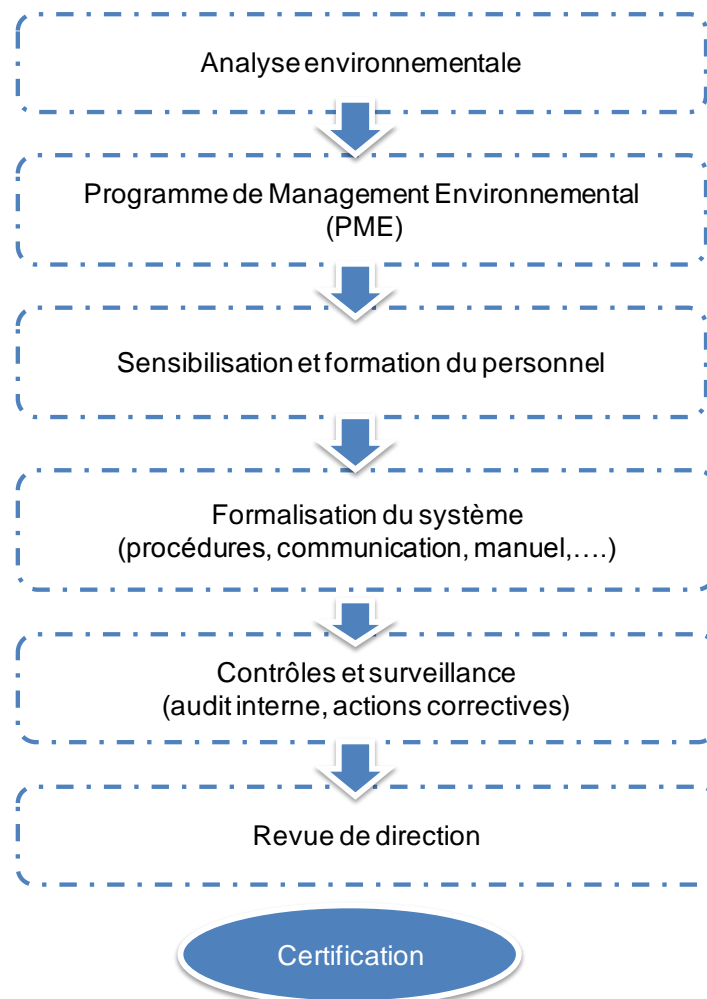 Analyse environnementale
Programme de Management Environnemental
(PME)
Sensibilisation et formation du personnel
Formalisation du système
(procédures, communication, manuel,….)
Contrôles et surveillance
(audit interne, actions correctives)
Revue de direction
Certification